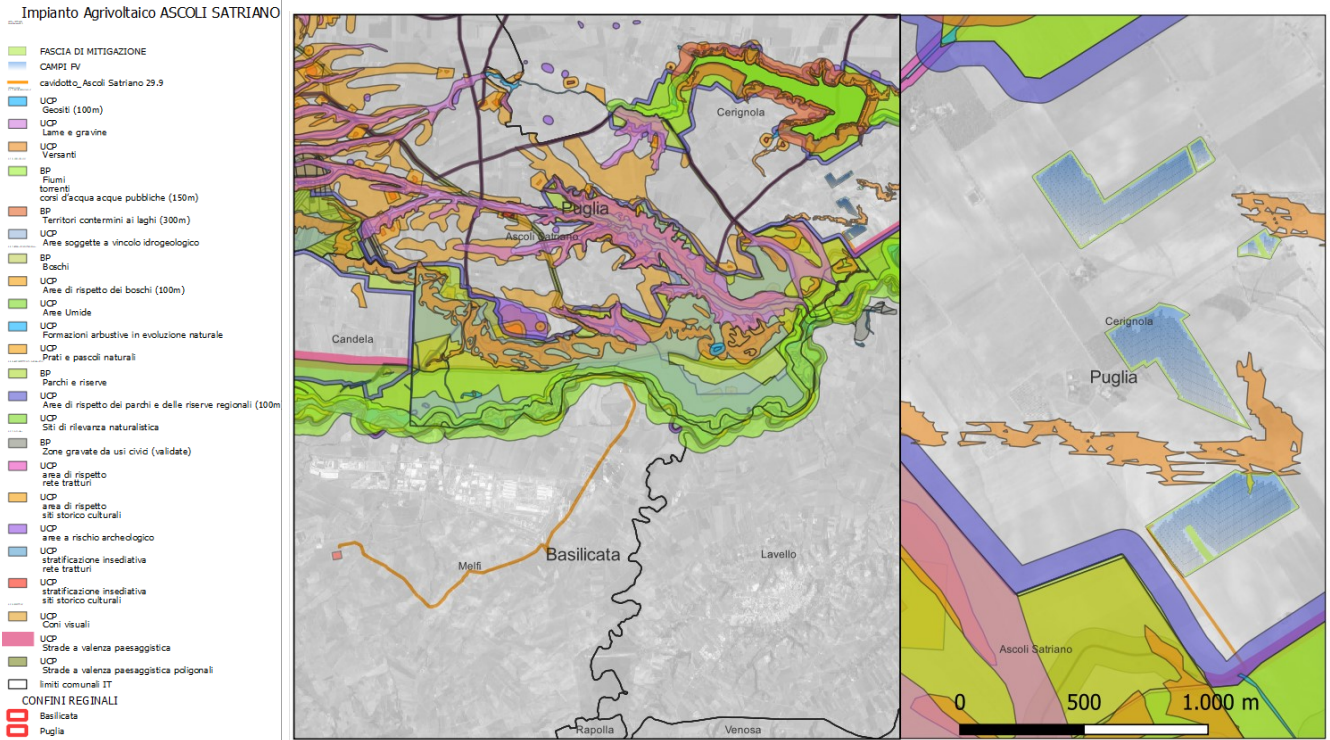 Impianto Agrivoltaico ASCOLI SATRIANO
FASCIA DI MITIGAZIONE
CAMPI FV
cavidotto_Ascoli Satriano 29.9
UCP
Geositi (100m)
UCP
Lame e gravine
UCP
Versanti
BP
Fiumi
torrenti
corsi d'acqua acque pubbliche (150m)
BP
Territori contermini ai laghi (300m)
UCP
Aree soggette a vincolo idrogeologico
BP
Boschi
UCP
Aree di rispetto dei boschi (100m)
UCP
Aree Umide
UCP
Formazioni arbustive in evoluzione naturale
UCP
Prati e pascoli naturali
BP
Parchi e riserve
UCP
Aree di rispetto dei parchi e delle riserve regionali (100m
UCP
Siti di rilevanza naturalistica
BP
Zone gravate da usi civici (validate)
UCP
area di rispetto
rete tratturi
UCP
area di rispetto
siti storico culturali
UCP
aree a rischio archeologico
UCP
stratificazione insediativa
rete tratturi
UCP
stratificazione insediativa
siti storico culturali
UCP
Coni visuali
UCP
Strade a valenza paesaggistica
UCP
Strade a valenza paesaggistica poligonali
limiti comunali IT
CONFINI REGINALI
Basilicata
Puglia
Cerignola
Puglia
Ascoli Satriano
Candela
Basilicata
Melfi
Lavello
Rapolla
Venosa
Cerignola
Puglia
Ascoli Satriano
0 500 1.000 m